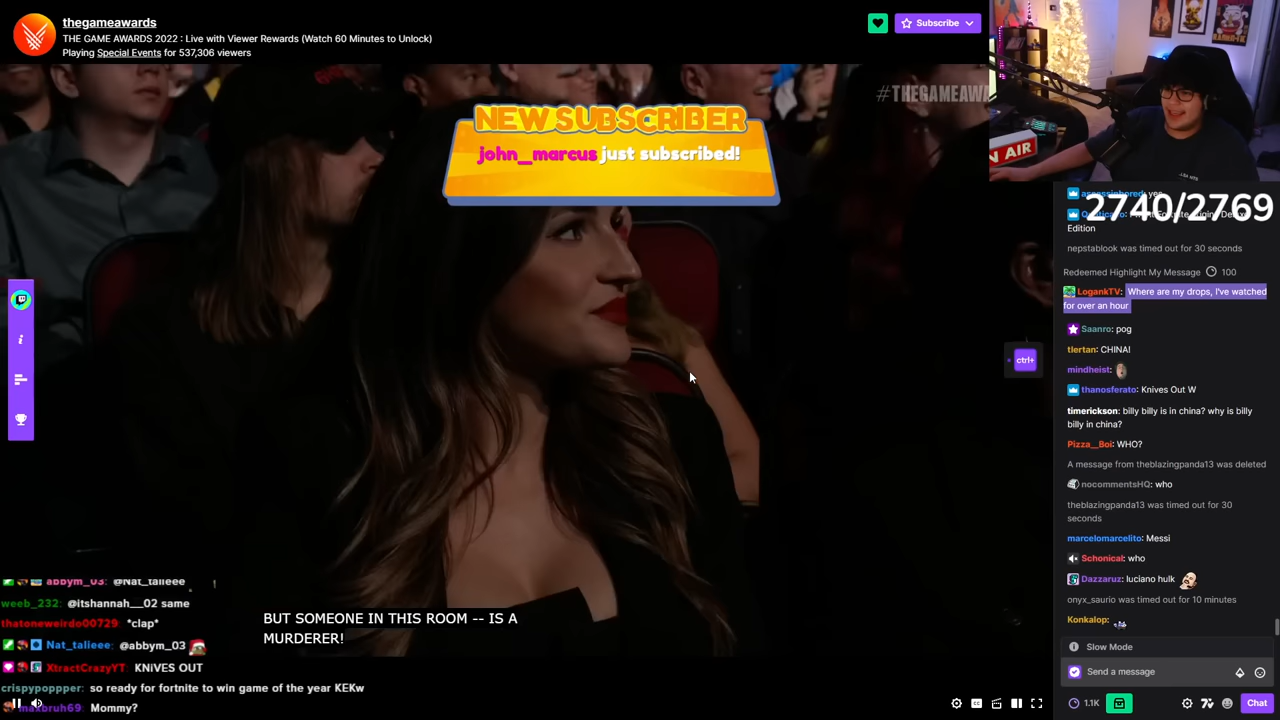 thegameawards
THE GAME AWARDS 2022 : Live with Viewer Rewards (Watch 60 Minutes to Unlock)
Playing Special Events for 537,306 viewers
Subscribe
#THEGAMEAWA
NEW SUBSCRIBER
john__marcus just subscribed!
N AIR
2740/2769
Edition
nepstablook was timed out for 30 seconds
Redeemed Highlight My Message 100
LogankTV: Where are my drops, I've watched
for over an hour
Saanro: pog
tlertan: CHINA!
mindheist:
thanosferato: Knives Out W
timerickson: billy billy is in china? why is billy
billy in china?
Pizza__Boi: WHO?
A message from theblazingpanda13 was deleted
nocommentsHQ: who
theblazingpanda13 was timed out for 30
seconds
marcelomarcelito: Messi
Schonical: who
Dazzaruz: luciano hulk
onyx_saurio was timed out for 10 minutes
Konkalop:
Slow Mode
Send a message
1.1K
Chat
ctrl+
BUT SOMEONE IN THIS ROOM -- IS A
MURDERER!
abbym_03: @Nat_talieee
weeb_232: @itshannah__02 same
thatoneweirdo00729 *clap*
Nat_talieee: @abbym_03
XtractCrazyYT: KNiVES OUT
crispypoppper: so ready for fortnite to win game of the year KEKw
maxbruh69: Mommy?